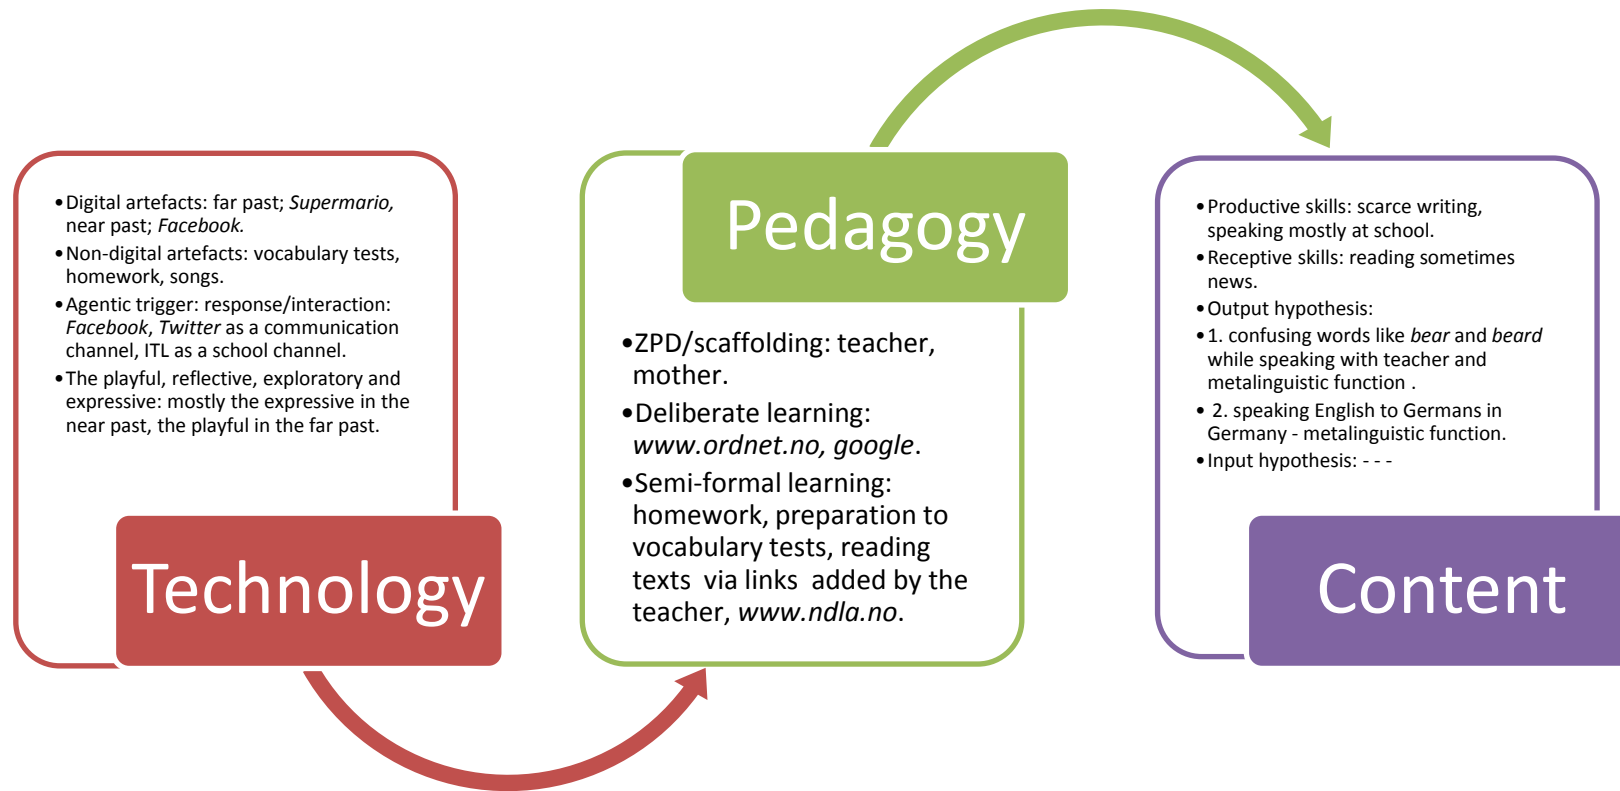 •Digital artefacts: far past; Supermario,
near past; Facebook.
•Non-digital artefacts: vocabulary tests,
homework, songs.
•Agentic trigger: response/interaction:
Facebook, Twitter as a communication
channel, ITL as a school channel.
•The playful, reflective, exploratory and
expressive: mostly the expressive in the
near past, the playful in the far past.
Technology
Pedagogy
•ZPD/scaffolding: teacher,
mother.
•Deliberate learning:
www.ordnet.no, google.
•Semi-formal learning:
homework, preparation to
vocabulary tests, reading
texts via links added by the
teacher, www.ndla.no.
•Productive skills: scarce writing,
speaking mostly at school.
•Receptive skills: reading sometimes
news.
•Output hypothesis:
•1. confusing words like bear and beard
while speaking with teacher and
metalinguistic function .
• 2. speaking English to Germans in
Germany - metalinguistic function.
•Input hypothesis: - - -
Content